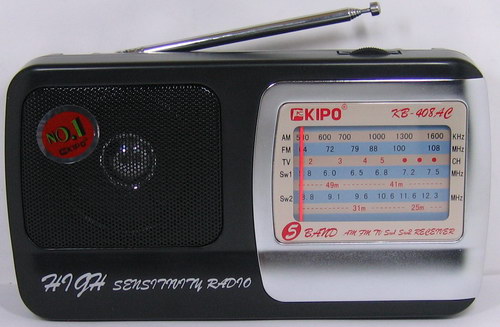 NO.1
KIPO®
KB-408AC
AM 540 600 700 1000 1300 1600 KHz
FM 64 72 79 88 100 108 MHz
TV 2 3 4 5 CH
Sw1 5.8 6.0 6.5 6.8 7.2 7.5 MHz
49m 41m
Sw2 8.8 9.1 9.6 10.6 11.6 12.3 MHz
31m 25m
5 BAND AM FM TV Sw1 Sw2 RECEIVER
HIGH SENSITIVITY RADIO